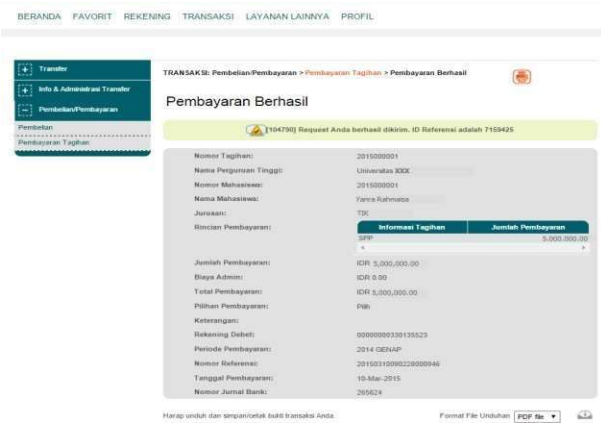 BERANDA FAVORIT REKENING TRANSAKSI LAYANAN LAINNYA PROFIL
Transfer
Info & Administrasi Transfer
Pembelian/Pembayaran
Pembelian
Pembayaran Tagihan
TRANSAKSI: Pembelian/Pembayaran > Pembayaran Tagihan > Pembayaran Berhasil
Pembayaran Berhasil
[104790] Request Anda berhasil dikirim. ID Referensi adalah 7159425
Nomor Tagihan: 2015000001
Nama Perguruan Tinggi: Universitas XXX
Nomor Mahasiswa: 2015000001
Nama Mahasiswa: Yanra Rahmaisa
Jurusan: TIK
Rincian Pembayaran: Informasi Tagihan Jumlah Pembayaran
SPP 5.000.000.00
Jumlah Pembayaran: IDR 5,000,000.00
Biaya Admin: IDR 0.00
Total Pembayaran: IDR 5,000,000.00
Pilihan Pembayaran: Pilih
Keterangan:
Rekening Debet: 00000000330135523
Periode Pembayaran: 2014 GENAP
Nomor Referensi:
Tanggal Pembayaran: 10-Mar-2015
Nomor Jurnal Bank: 265624
Harap unduh dan simpan/cetak bukti transaksi Anda. Format File Unduhan PDF file